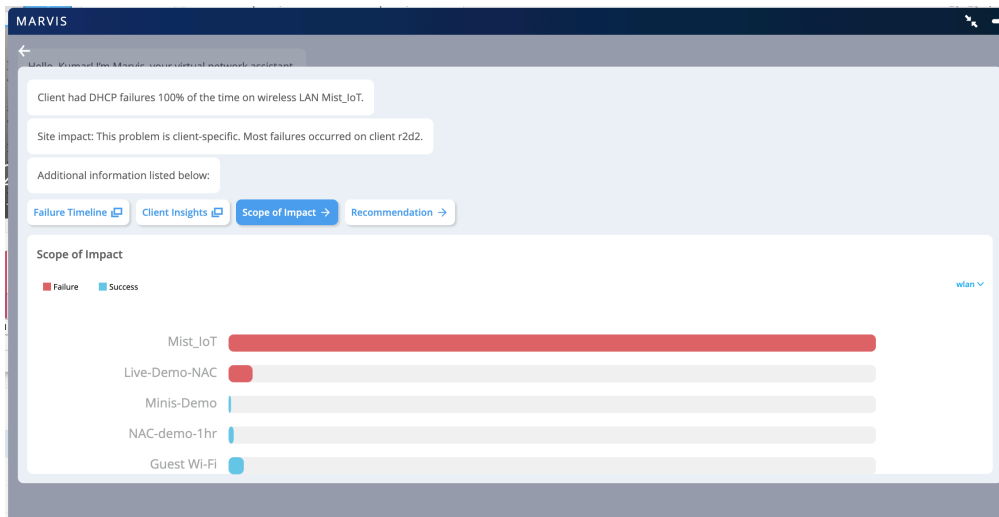 MARVIS
Hello, Kumar! I'm Marvis, your virtual network assistant
Client had DHCP failures 100% of the time on wireless LAN Mist_IoT.
Site impact: This problem is client-specific. Most failures occurred on client r2d2.
Additional information listed below:
Failure Timeline
Client Insights
Scope of Impact →
Recommendation →
Scope of Impact
Failure
Success
wlan
Mist_IoT
Live-Demo-NAC
Minis-Demo
NAC-demo-1hr
Guest Wi-Fi